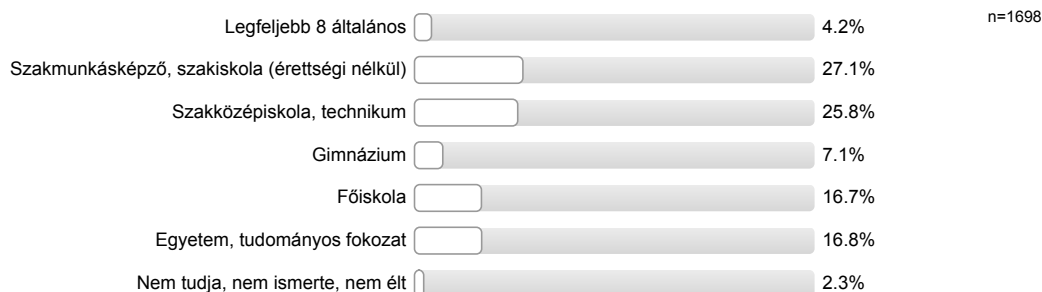 Legfeljebb 8 általános 4.2% n=1698
Szakmunkásképző, szakiskola (érettségi nélkül) 27.1%
Szakközépiskola, technikum 25.8%
Gimnázium 7.1%
Főiskola 16.7%
Egyetem, tudományos fokozat 16.8%
Nem tudja, nem ismerte, nem élt 2.3%